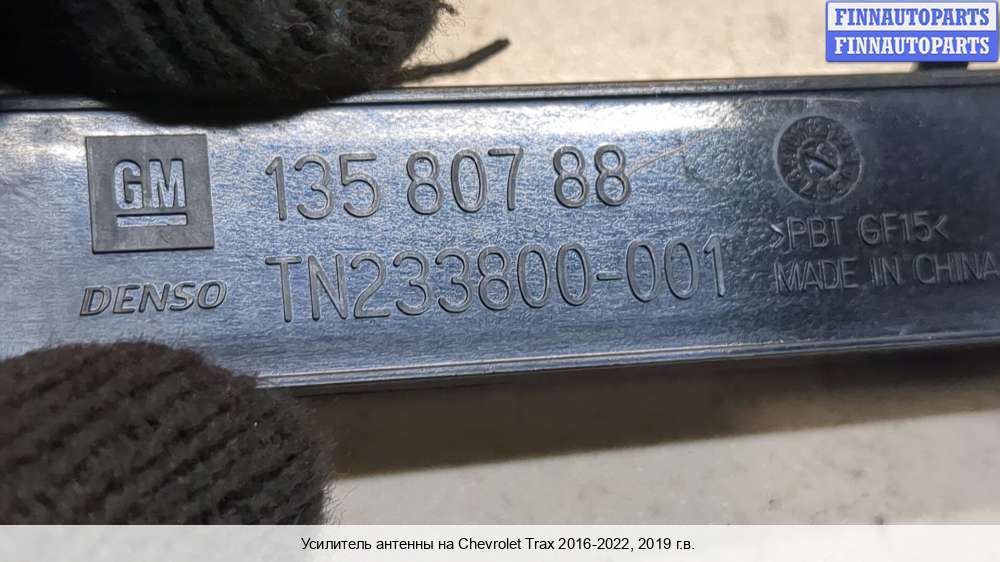 FINNAUTOPARTS
FINNAUTOPARTS
GM
135 807 88
DENSO
TN233800-001
>PBT GF15<
MADE IN CHINA
Усилитель антенны на Chevrolet Trax 2016-2022, 2019 г.в.